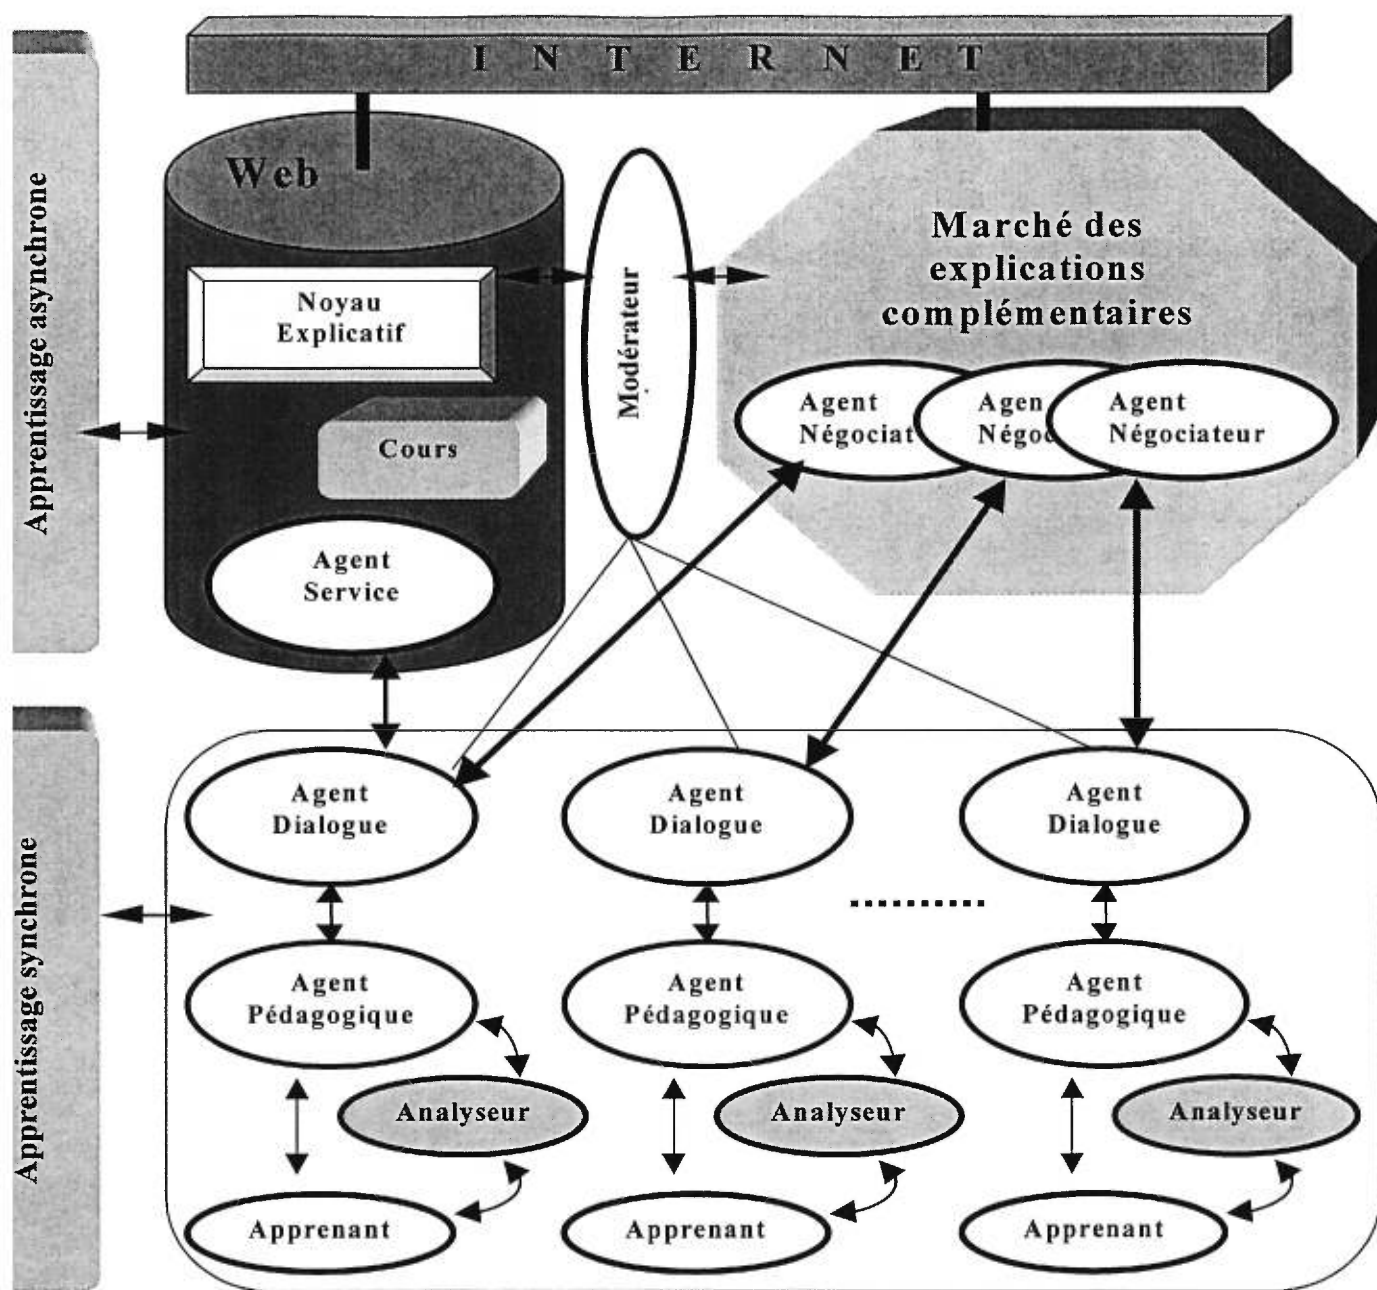 INTERNET
Web
Apprentissage asynchrone
Noyau
Explicatif
Cours
Agent
Service
Modérateur
Marché des
explications
complémentaires
Agent
Négociat
Agen
Négoc
Agent
Négociateur
Apprentissage synchrone
Agent
Dialogue
Agent
Dialogue
Agent
Dialogue
Agent
Pédagogique
Agent
Pédagogique
Agent
Pédagogique
Analyseur
Analyseur
Analyseur
Apprenant
Apprenant
Apprenant